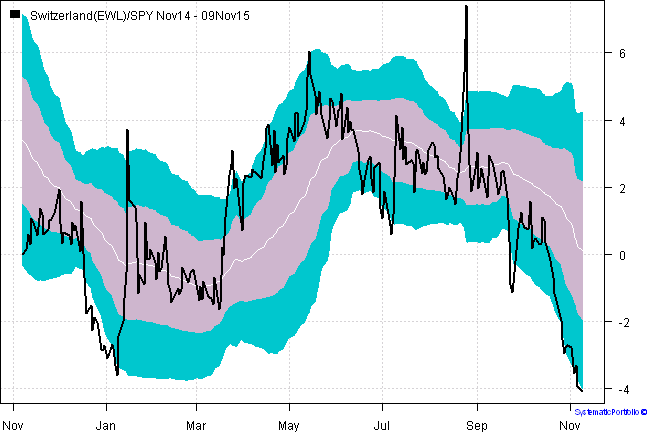 Switzerland(EWL)/SPY Nov14 - 09Nov15
6
4
2
0
-2
-4
SystematicPortfolio ©
Nov Jan Mar May Jul Sep Nov